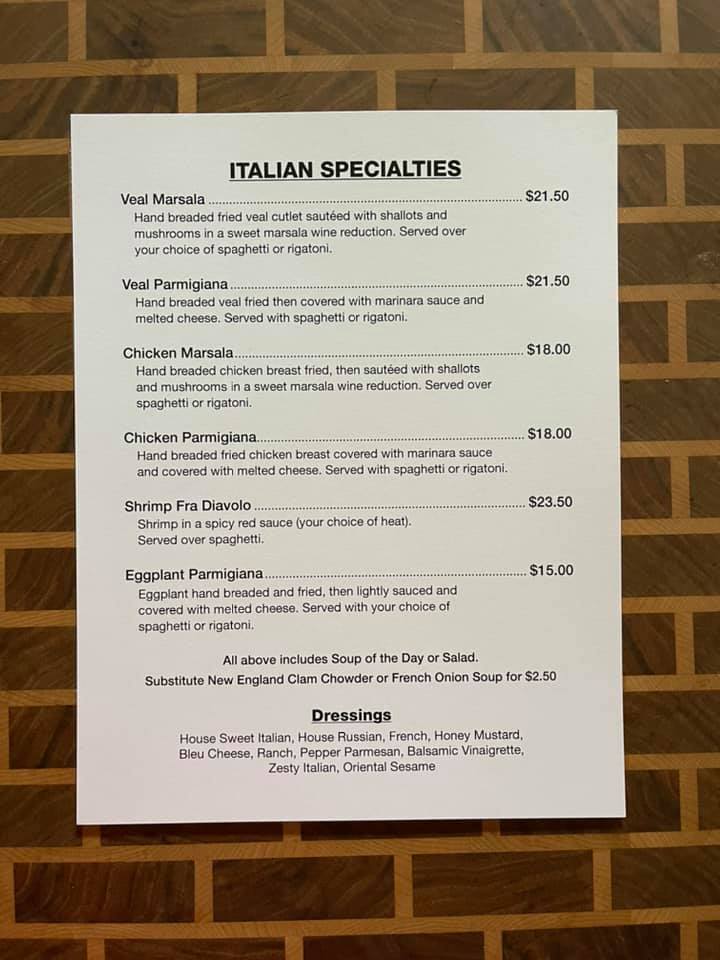 ITALIAN SPECIALTIES
Veal Marsala ........................................................................ $21.50
Hand breaded fried veal cutlet sautéed with shallots and
mushrooms in a sweet marsala wine reduction. Served over
your choice of spaghetti or rigatoni.
Veal Parmigiana .................................................................... $21.50
Hand breaded veal fried then covered with marinara sauce and
melted cheese. Served with spaghetti or rigatoni.
Chicken Marsala .................................................................... $18.00
Hand breaded chicken breast fried, then sautéed with shallots
and mushrooms in a sweet marsala wine reduction. Served over
spaghetti or rigatoni.
Chicken Parmigiana ............................................................... $18.00
Hand breaded fried chicken breast covered with marinara sauce
and covered with melted cheese. Served with spaghetti or rigatoni.
Shrimp Fra Diavolo ................................................................ $23.50
Shrimp in a spicy red sauce (your choice of heat).
Served over spaghetti.
Eggplant Parmigiana .............................................................. $15.00
Eggplant hand breaded and fried, then lightly sauced and
covered with melted cheese. Served with your choice of
spaghetti or rigatoni.
All above includes Soup of the Day or Salad.
Substitute New England Clam Chowder or French Onion Soup for $2.50
Dressings
House Sweet Italian, House Russian, French, Honey Mustard,
Bleu Cheese, Ranch, Pepper Parmesan, Balsamic Vinaigrette,
Zesty Italian, Oriental Sesame